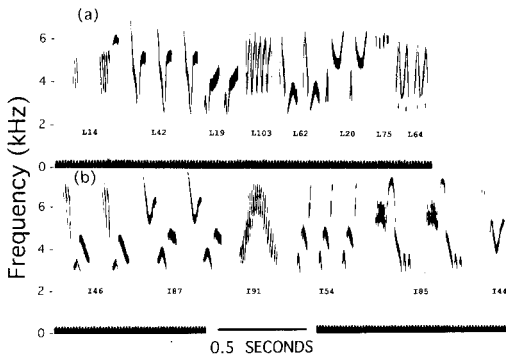 (a)
6
4
2
0
L14 L42 L19 L103 L62 L20 L75 L64
Frequency (kHz)
(b)
6
4
2
0
I46 I87 I91 I54 I85 I44
0.5 SECONDS